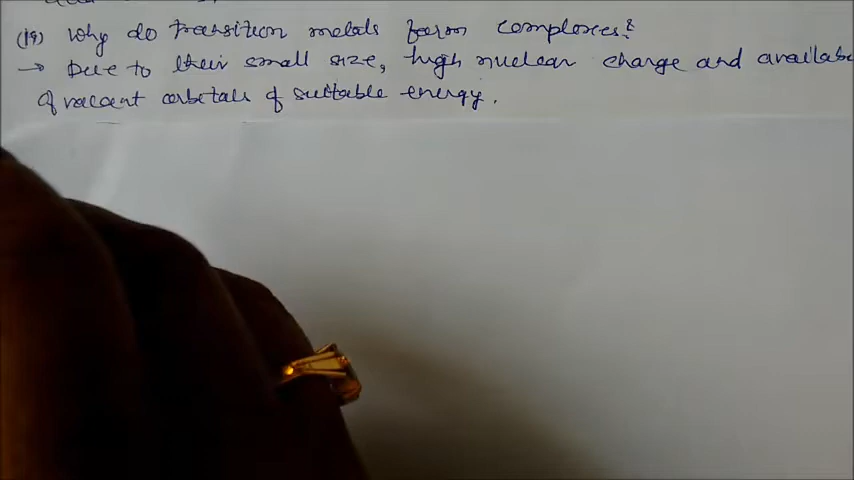 (19) Why do transition metals form complexes?
→ Due to their small size, high nuclear charge and availab
of vacant orbitals of suitable energy.